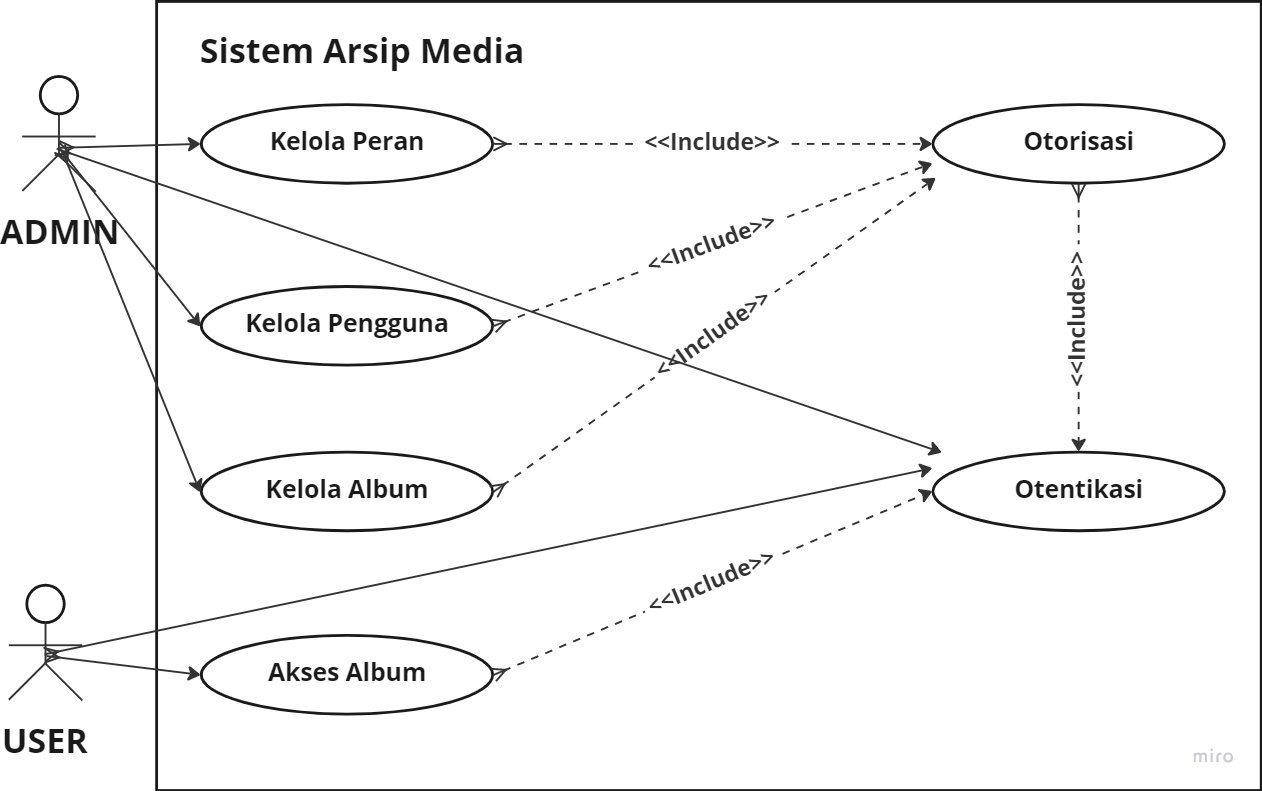 Sistem Arsip Media
Kelola Peran
<<Include>>
Otorisasi
ADMIN
<<Include>>
Kelola Pengguna
<<Include>>
<<Include>>
Kelola Album
Otentikasi
<<Include>>
Akses Album
USER
miro